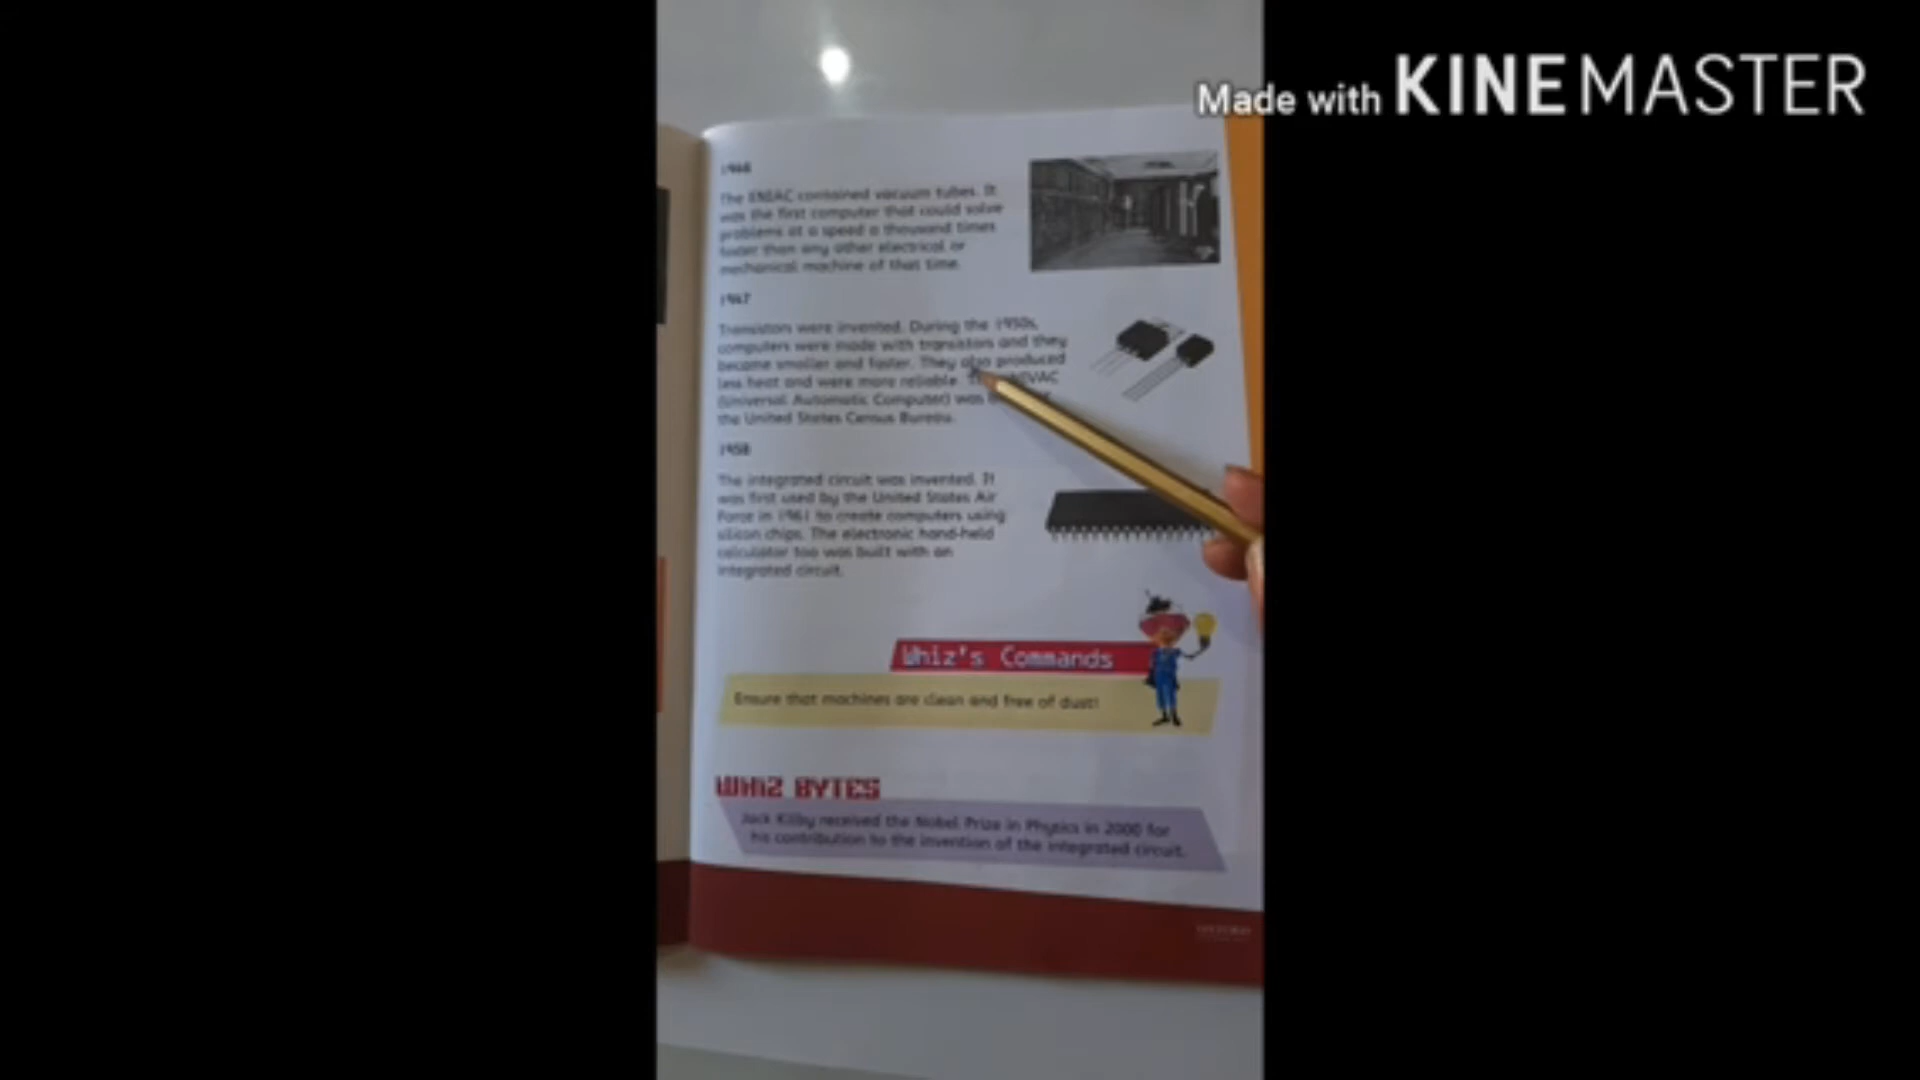 Made with KINEMASTER
1946
The ENIAC contained vacuum tubes. It
was the first computer that could solve
problems at a speed a thousand times
faster than any other electrical or
mechanical machine of that time.
1947
Transistors were invented. During the 1950s,
computers were made with transistors and they
became smaller and faster. They also produced
less heat and were more reliable. UNIVAC
(Universal Automatic Computer) was
the United States Census Bureau.
1958
The integrated circuit was invented. It
was first used by the United States Air
Force in 1961 to create computers using
silicon chips. The electronic hand-held
calculator too was built with an
integrated circuit.
Whiz's Commands
Ensure that machines are clean and free of dust!
WHIZ BYTES
Jack Kilby received the Nobel Prize in Physics in 2000 for
his contribution to the invention of the integrated circuit.